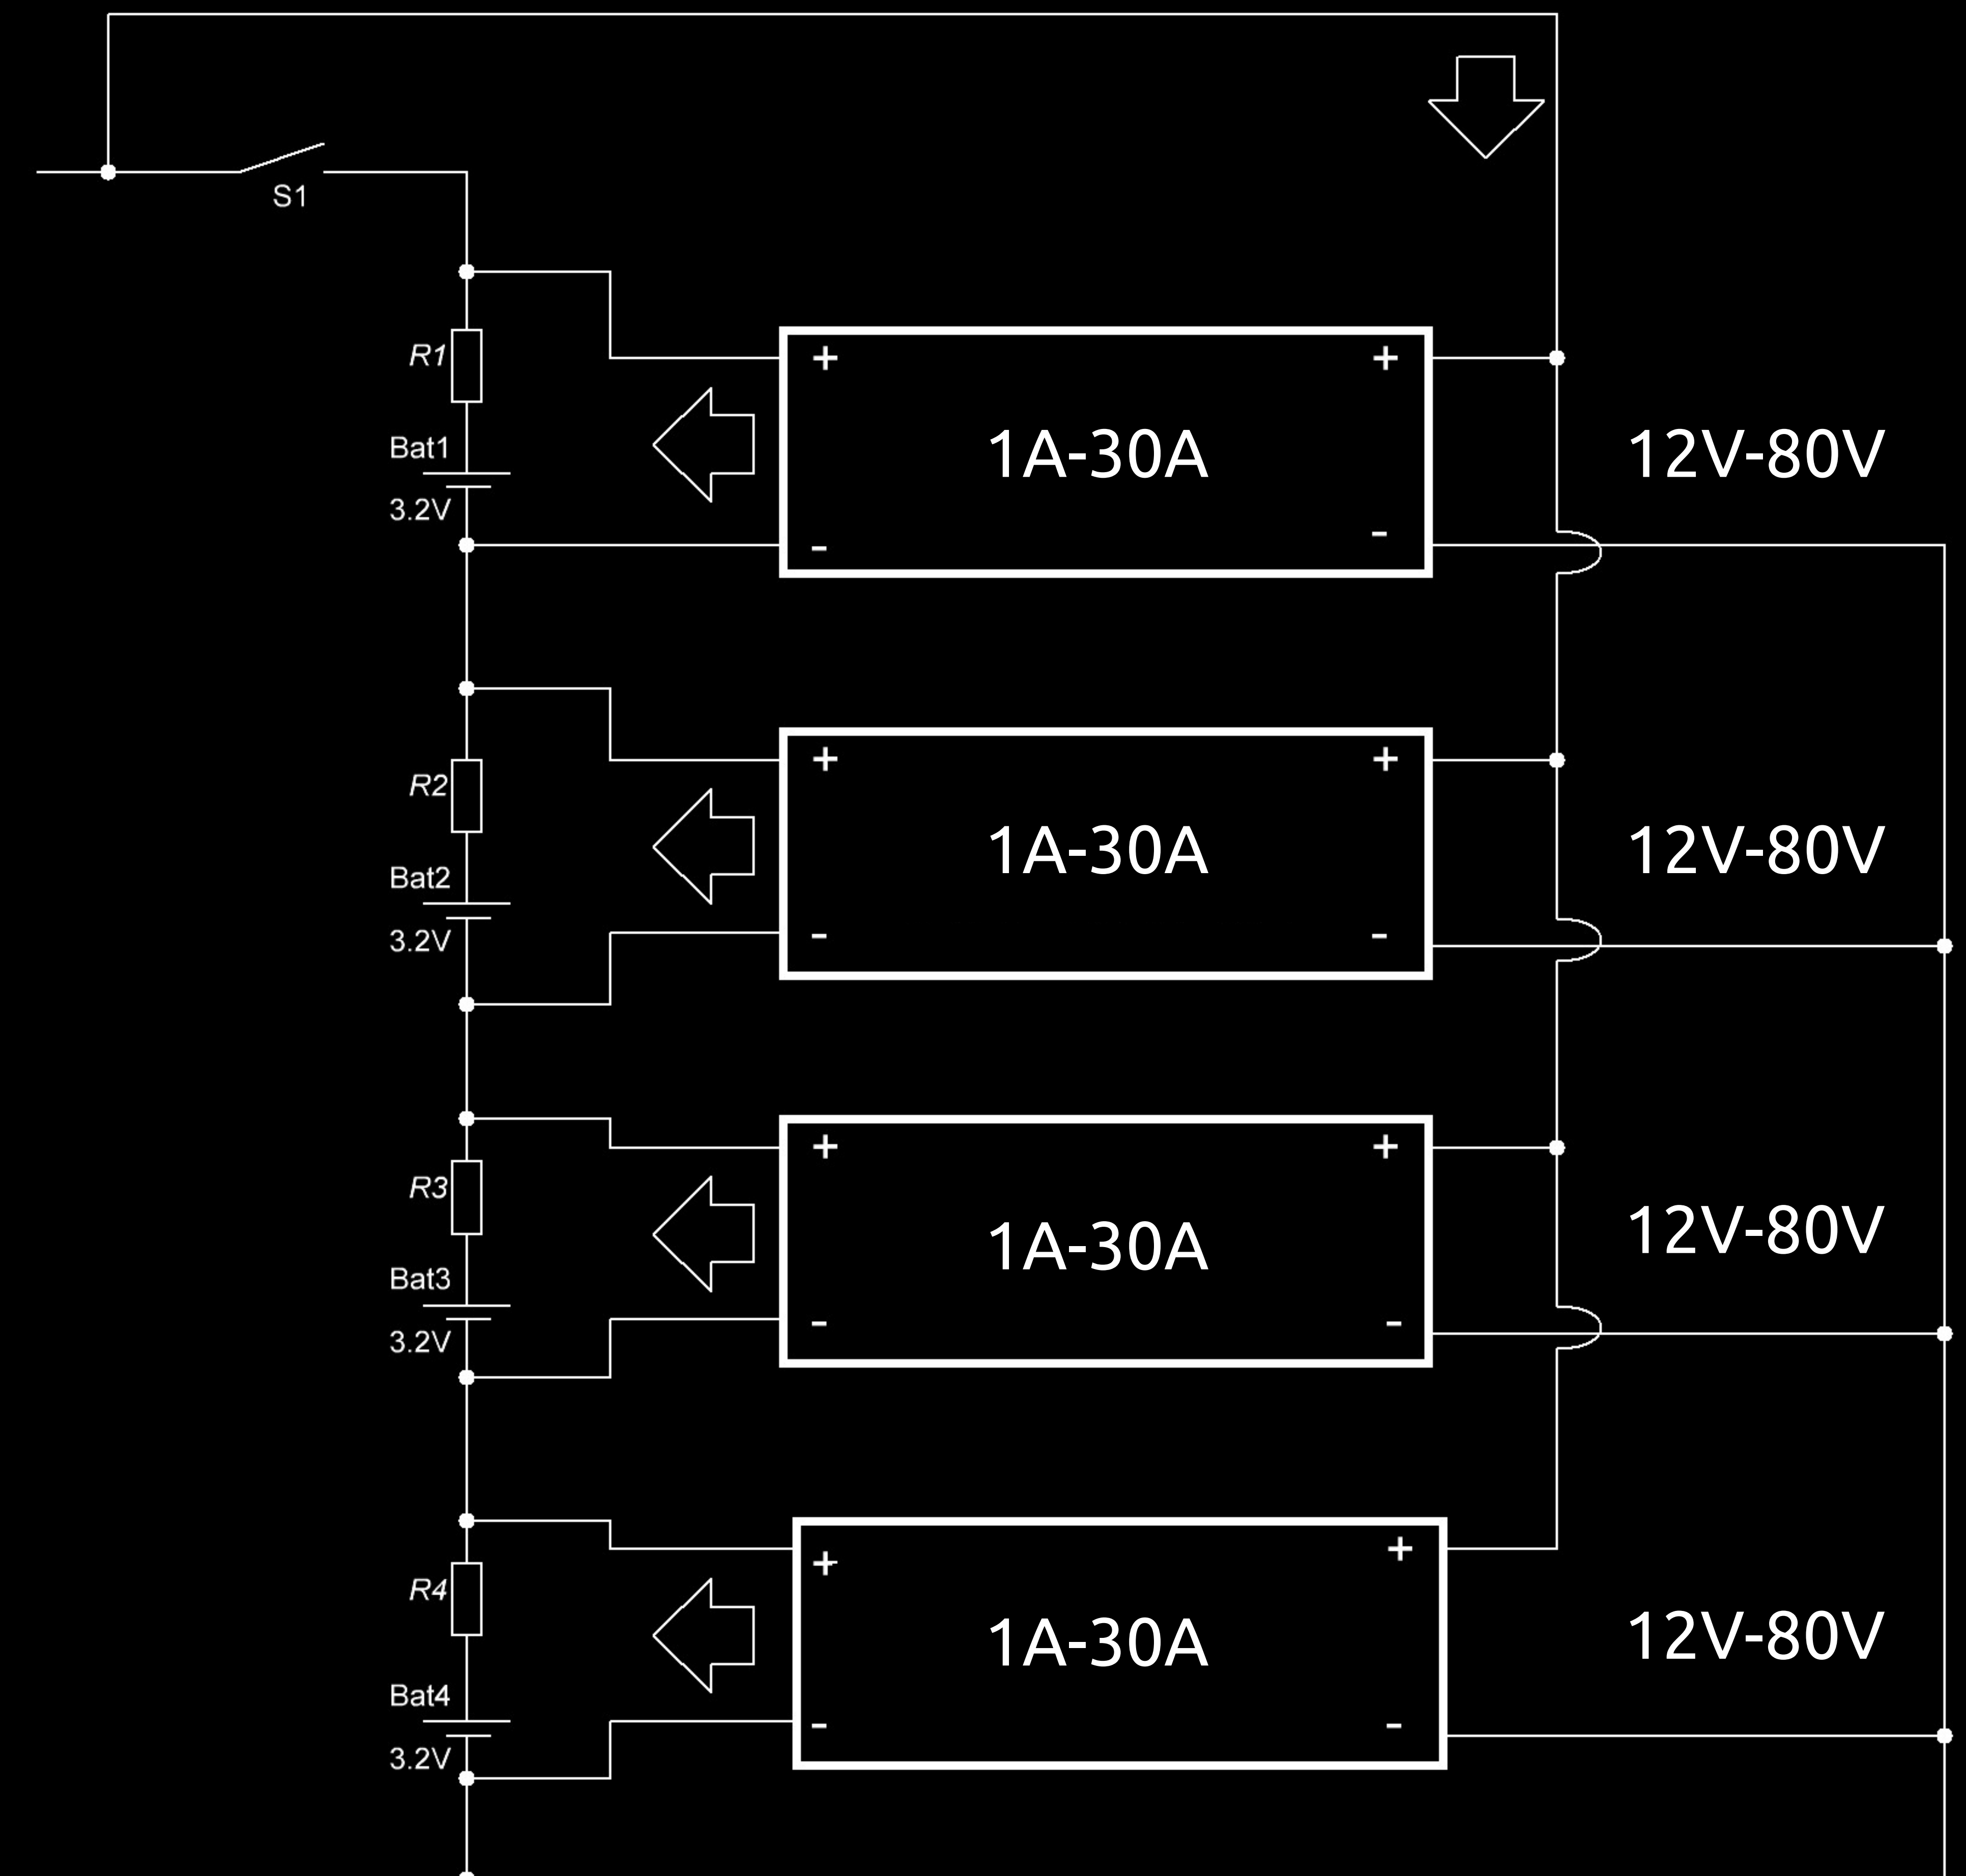 S1
R1
Bat1
3.2V
+ +
1A-30A
- -
12V-80V
R2
Bat2
3.2V
+ +
1A-30A
- -
12V-80V
R3
Bat3
3.2V
+ +
1A-30A
- -
12V-80V
R4
Bat4
3.2V
+ +
1A-30A
- -
12V-80V